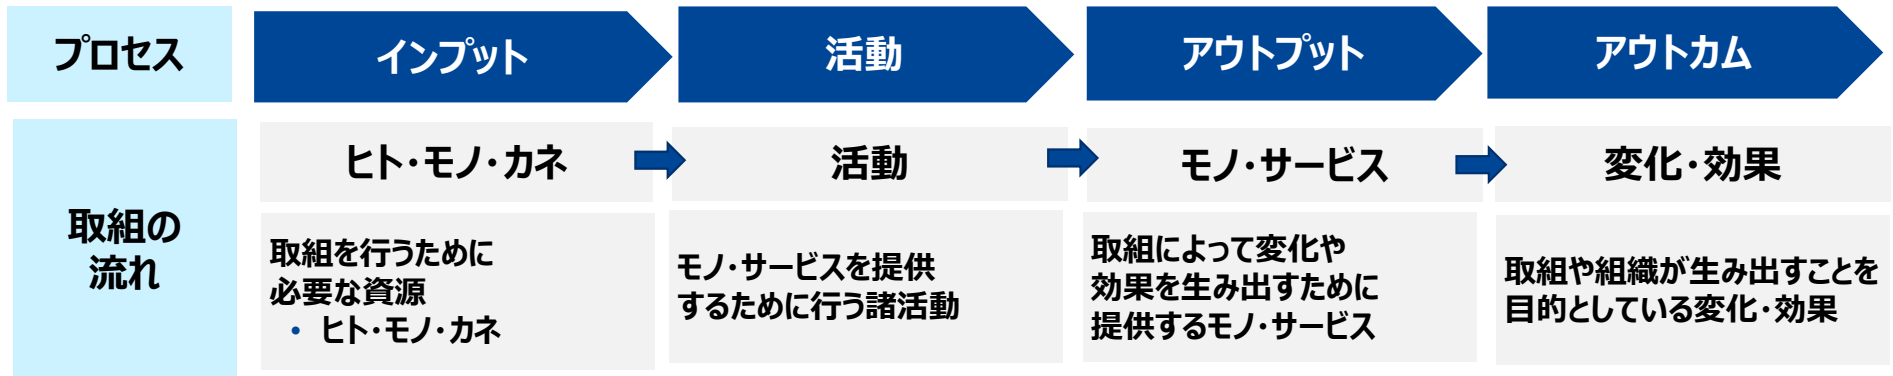 プロセス
インプット
活動
アウトプット
アウトカム
取組の
流れ
ヒト・モノ・カネ
活動
モノ・サービス
変化・効果
取組を行うために
必要な資源
• ヒト・モノ・カネ
モノ・サービスを提供
するために行う諸活動
取組によって変化や
効果を生み出すために
提供するモノ・サービス
取組や組織が生み出すことを
目的としている変化・効果